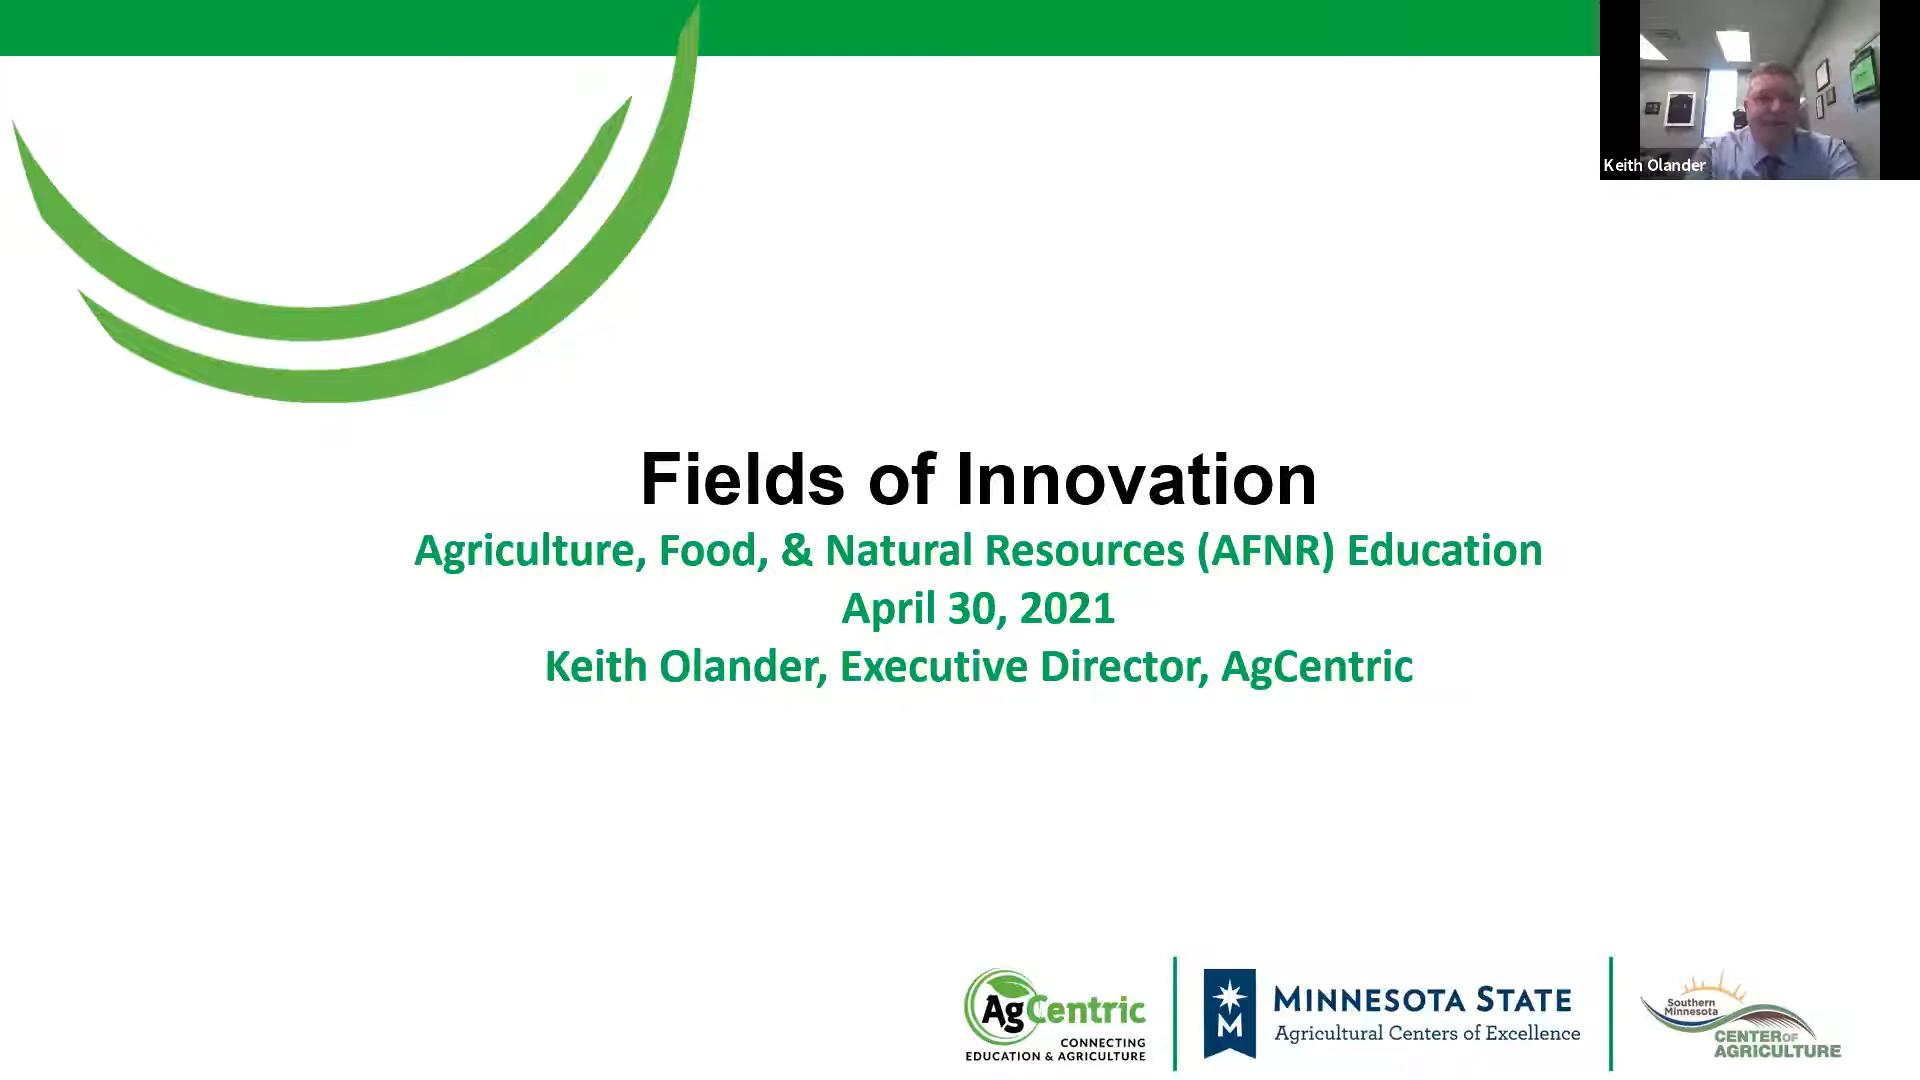 Keith Olander
Fields of Innovation
Agriculture, Food, & Natural Resources (AFNR) Education
April 30, 2021
Keith Olander, Executive Director, AgCentric
AgCentric
CONNECTING
EDUCATION & AGRICULTURE
M
MINNESOTA STATE
Agricultural Centers of Excellence
Southern
Minnesota
CENTER OF
AGRICULTURE